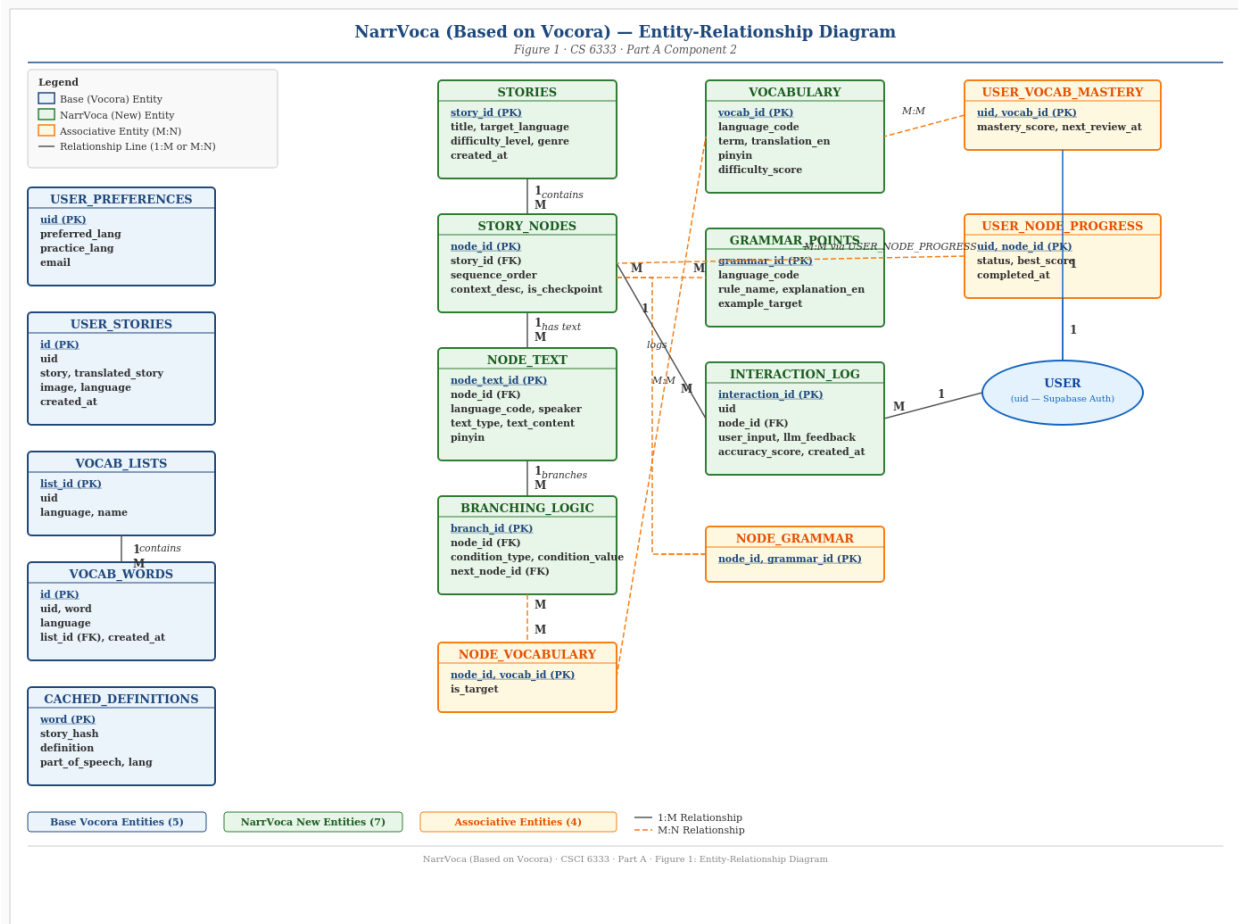 NarrVoca (Based on Vocora) — Entity-Relationship Diagram
Figure 1 · CS 6333 · Part A Component 2
Legend
Base (Vocora) Entity
NarrVoca (New) Entity
Associative Entity (M:N)
Relationship Line (1:M or M:N)
USER_PREFERENCES
uid (PK)
preferred_lang
practice_lang
email
USER_STORIES
id (PK)
uid
story, translated_story
image, language
created_at
VOCAB_LISTS
list_id (PK)
uid
language, name
1
contains
M
VOCAB_WORDS
id (PK)
uid, word
language
list_id (FK), created_at
CACHED_DEFINITIONS
word (PK)
story_hash
definition
part_of_speech, lang
STORIES
story_id (PK)
title, target_language
difficulty_level, genre
created_at
1
contains
M
STORY_NODES
node_id (PK)
story_id (FK)
sequence_order
context_desc, is_checkpoint
1
has text
M
NODE_TEXT
node_text_id (PK)
node_id (FK)
language_code, speaker
text_type, text_content
pinyin
1
branches
M
BRANCHING_LOGIC
branch_id (PK)
node_id (FK)
condition_type, condition_value
next_node_id (FK)
M
M
NODE_VOCABULARY
node_id, vocab_id (PK)
is_target
M
M
1
logs
M:M
M
VOCABULARY
vocab_id (PK)
language_code
term, translation_en
pinyin
difficulty_score
M:M
GRAMMAR_POINTS
M:M via USER_NODE_PROGRESS
grammar_id (PK)
language_code
rule_name, explanation_en
example_target
INTERACTION_LOG
interaction_id (PK)
uid
node_id (FK)
user_input, llm_feedback
accuracy_score, created_at
M
1
NODE_GRAMMAR
node_id, grammar_id (PK)
USER_VOCAB_MASTERY
uid, vocab_id (PK)
mastery_score, next_review_at
USER_NODE_PROGRESS
uid, node_id (PK)
status, best_score
1
completed_at
1
USER
(uid — Supabase Auth)
Base Vocora Entities (5)
NarrVoca New Entities (7)
Associative Entities (4)
1:M Relationship
M:N Relationship
NarrVoca (Based on Vocora) · CSCI 6333 · Part A · Figure 1: Entity-Relationship Diagram